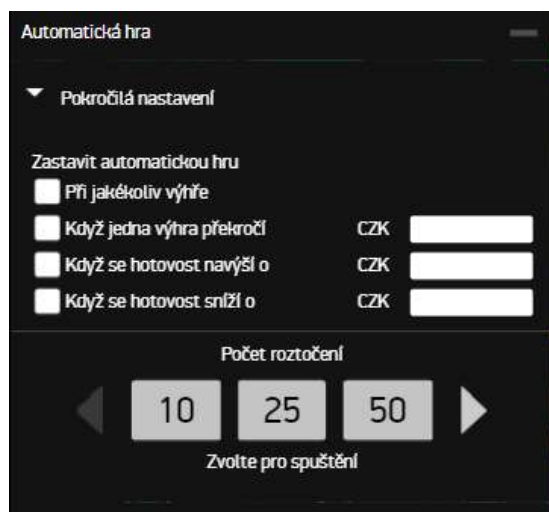 Automatická hra
Pokročilá nastavení
Zastavit automatickou hru
Při jakékoliv výhře
Když jedna výhra překročí CZK
Když se hotovost navýší o CZK
Když se hotovost sníží o CZK
Počet roztočení
10 25 50
Zvolte pro spuštění